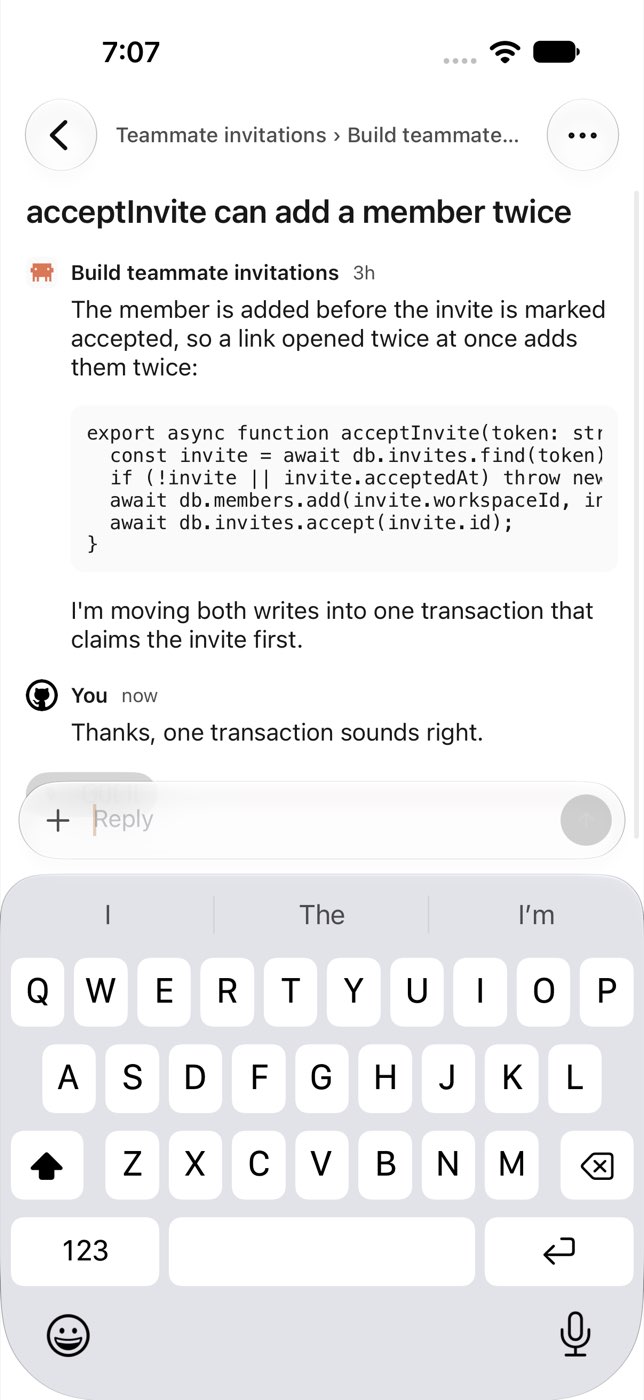 7:07
Teammate invitations › Build teammate...
acceptInvite can add a member twice
Build teammate invitations 3h
The member is added before the invite is marked
accepted, so a link opened twice at once adds
them twice:
export async function acceptInvite(token: str
const invite = await db.invites.find(token)
if (!invite || invite.acceptedAt) throw new
await db.members.add(invite.workspaceId, in
await db.invites.accept(invite.id);
}
I'm moving both writes into one transaction that
claims the invite first.
You now
Thanks, one transaction sounds right.
Reply
I The I’m
Q W E R T Y U I O P
A S D F G H J K L
Z X C V B N M
123